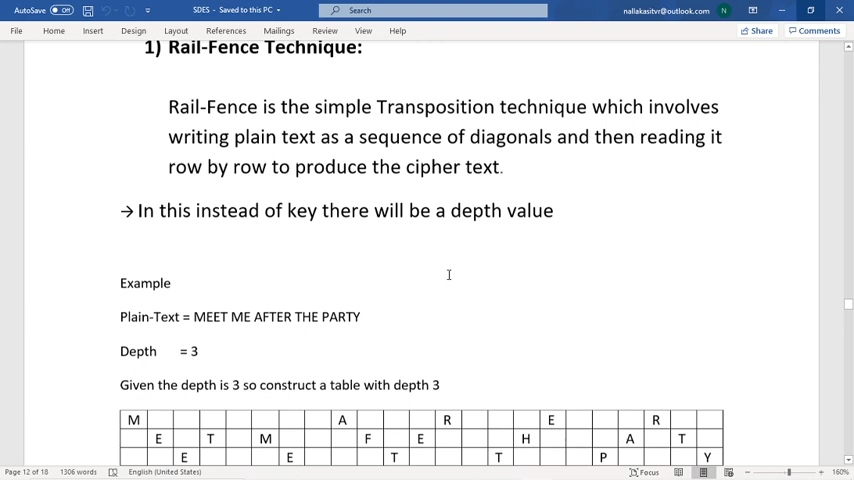 AutoSave Off SDES - Saved to this PC Search nallakasitvr@outlook.com N
File Home Insert Design Layout References Mailings Review View Help Share Comments
1) Rail-Fence Technique:
Rail-Fence is the simple Transposition technique which involves
writing plain text as a sequence of diagonals and then reading it
row by row to produce the cipher text.
→ In this instead of key there will be a depth value
Example
Plain-Text = MEET ME AFTER THE PARTY
Depth = 3
Given the depth is 3 so construct a table with depth 3
M A R E R
E T M F E H A T
E E T T P Y
Page 12 of 18 1306 words English (United States) Focus 160%